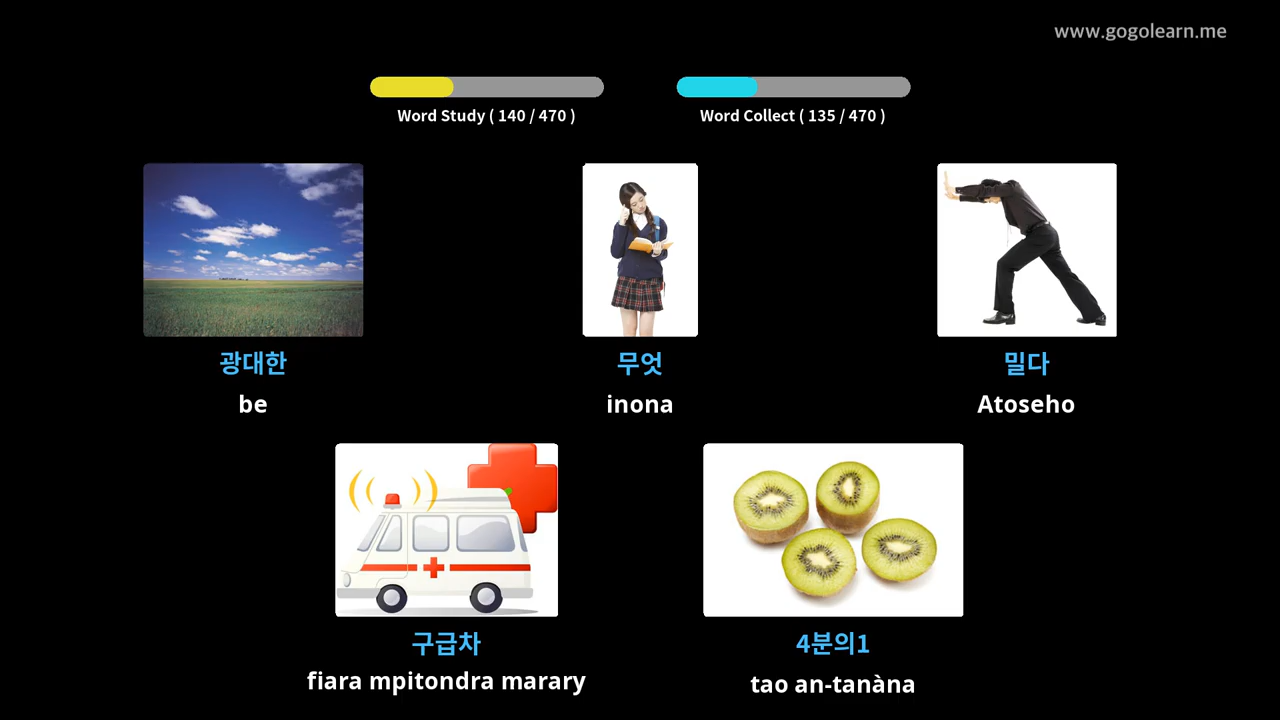 www.gogolearn.me
Word Study ( 140 / 470 )
Word Collect ( 135 / 470 )
광대한
be
무엇
inona
밀다
Atoseho
구급차
fiara mpitondra marary
4분의1
tao an-tanàna